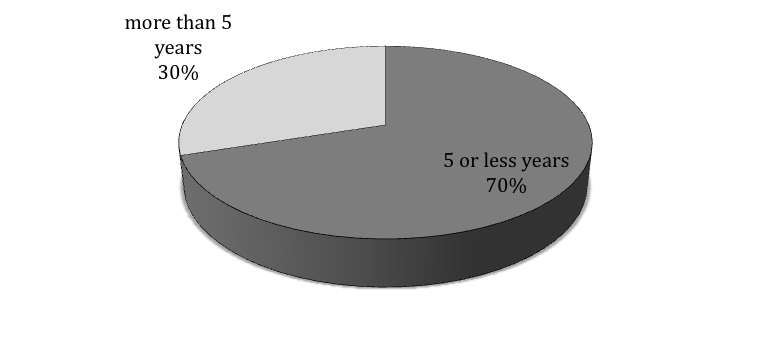 more than 5
years
30%
5 or less years
70%